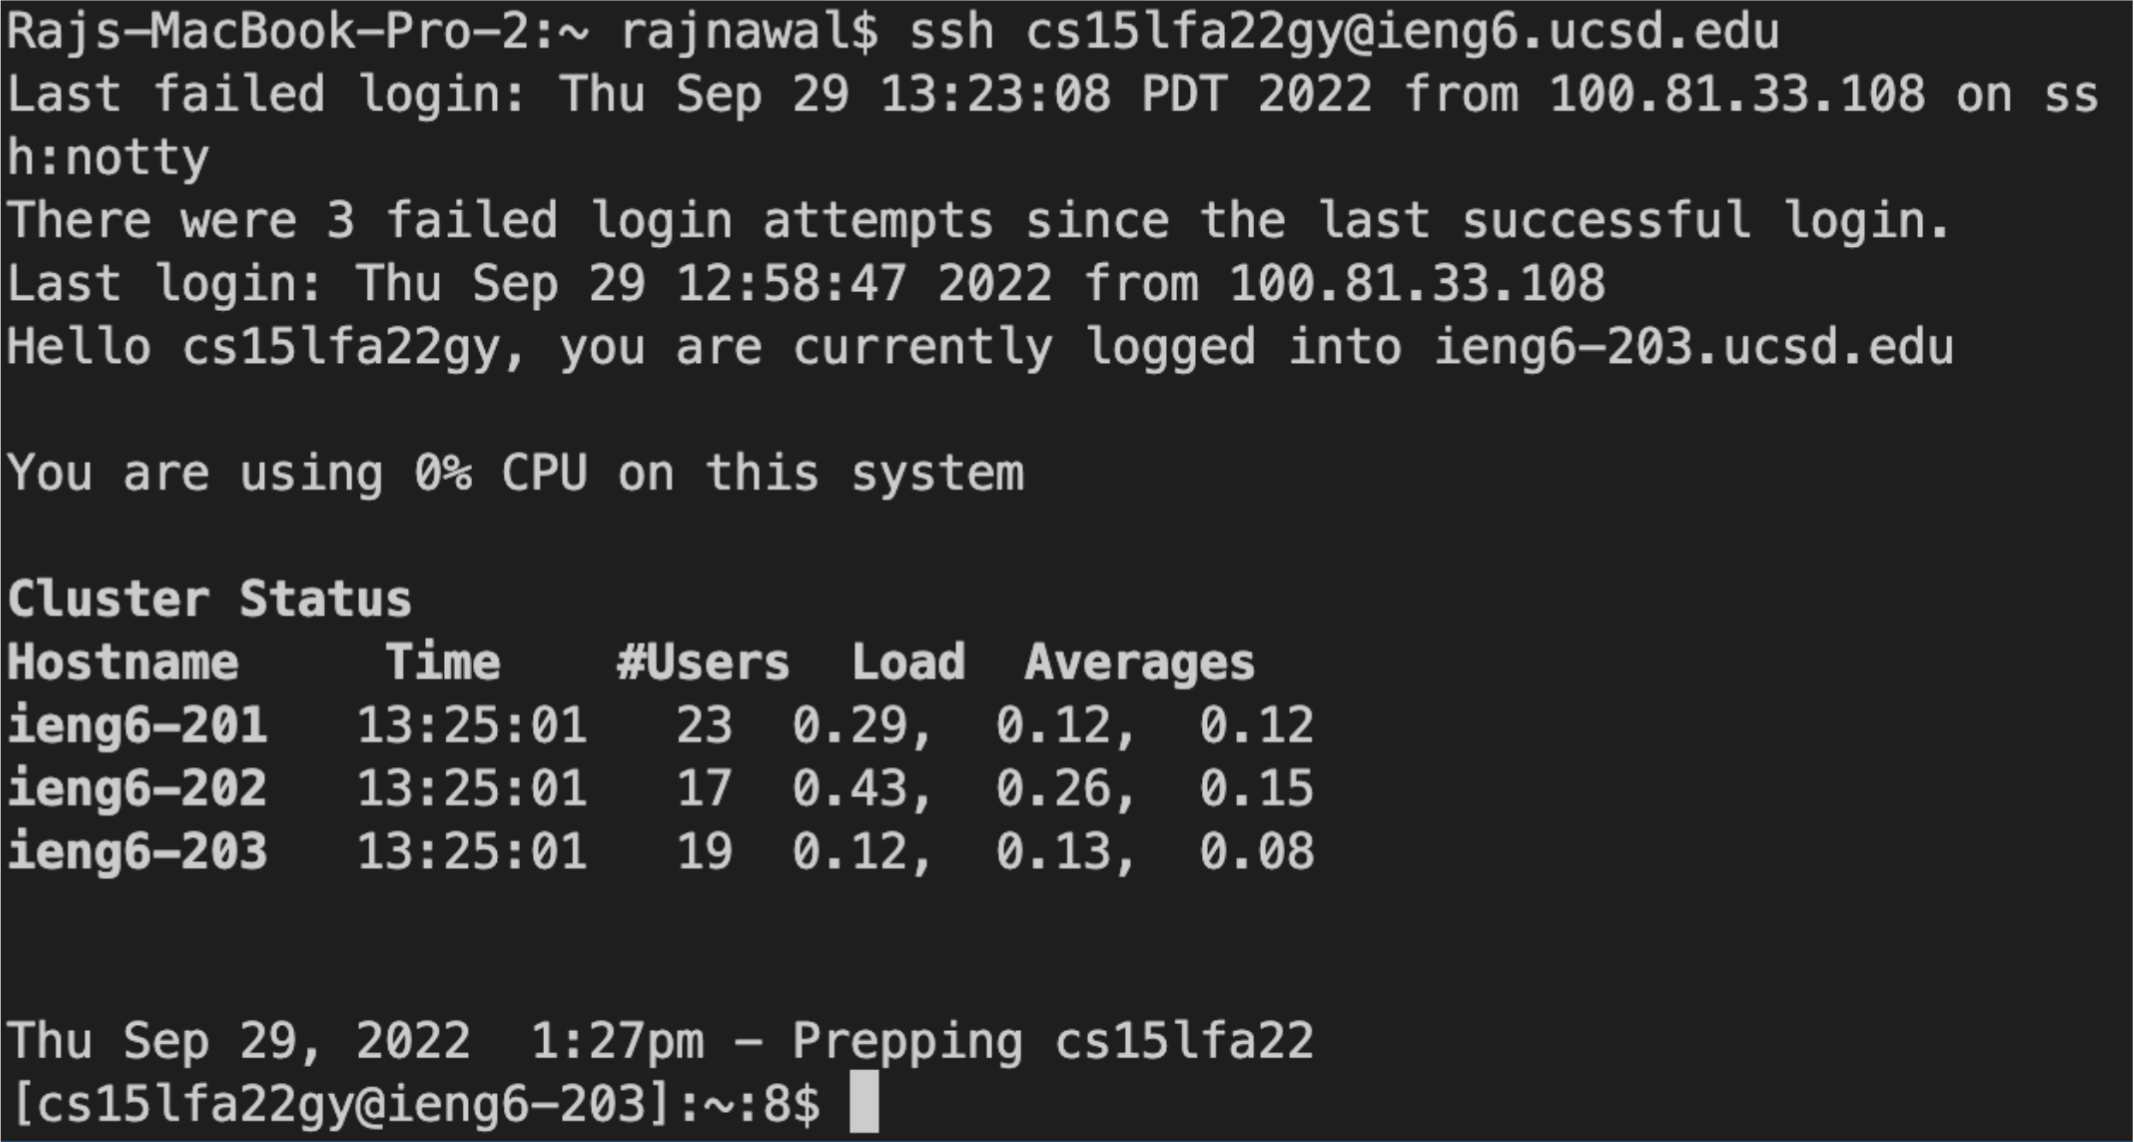 Rajs-MacBook-Pro-2:~ rajnawal$ ssh cs15lfa22gy@ieng6.ucsd.edu
Last failed login: Thu Sep 29 13:23:08 PDT 2022 from 100.81.33.108 on ss
h:notty
There were 3 failed login attempts since the last successful login.
Last login: Thu Sep 29 12:58:47 2022 from 100.81.33.108
Hello cs15lfa22gy, you are currently logged into ieng6-203.ucsd.edu
You are using 0% CPU on this system
Cluster Status
Hostname     Time    #Users  Load  Averages
ieng6-201   13:25:01   23  0.29,  0.12,  0.12
ieng6-202   13:25:01   17  0.43,  0.26,  0.15
ieng6-203   13:25:01   19  0.12,  0.13,  0.08
Thu Sep 29, 2022  1:27pm - Prepping cs15lfa22
[cs15lfa22gy@ieng6-203]:~:8$